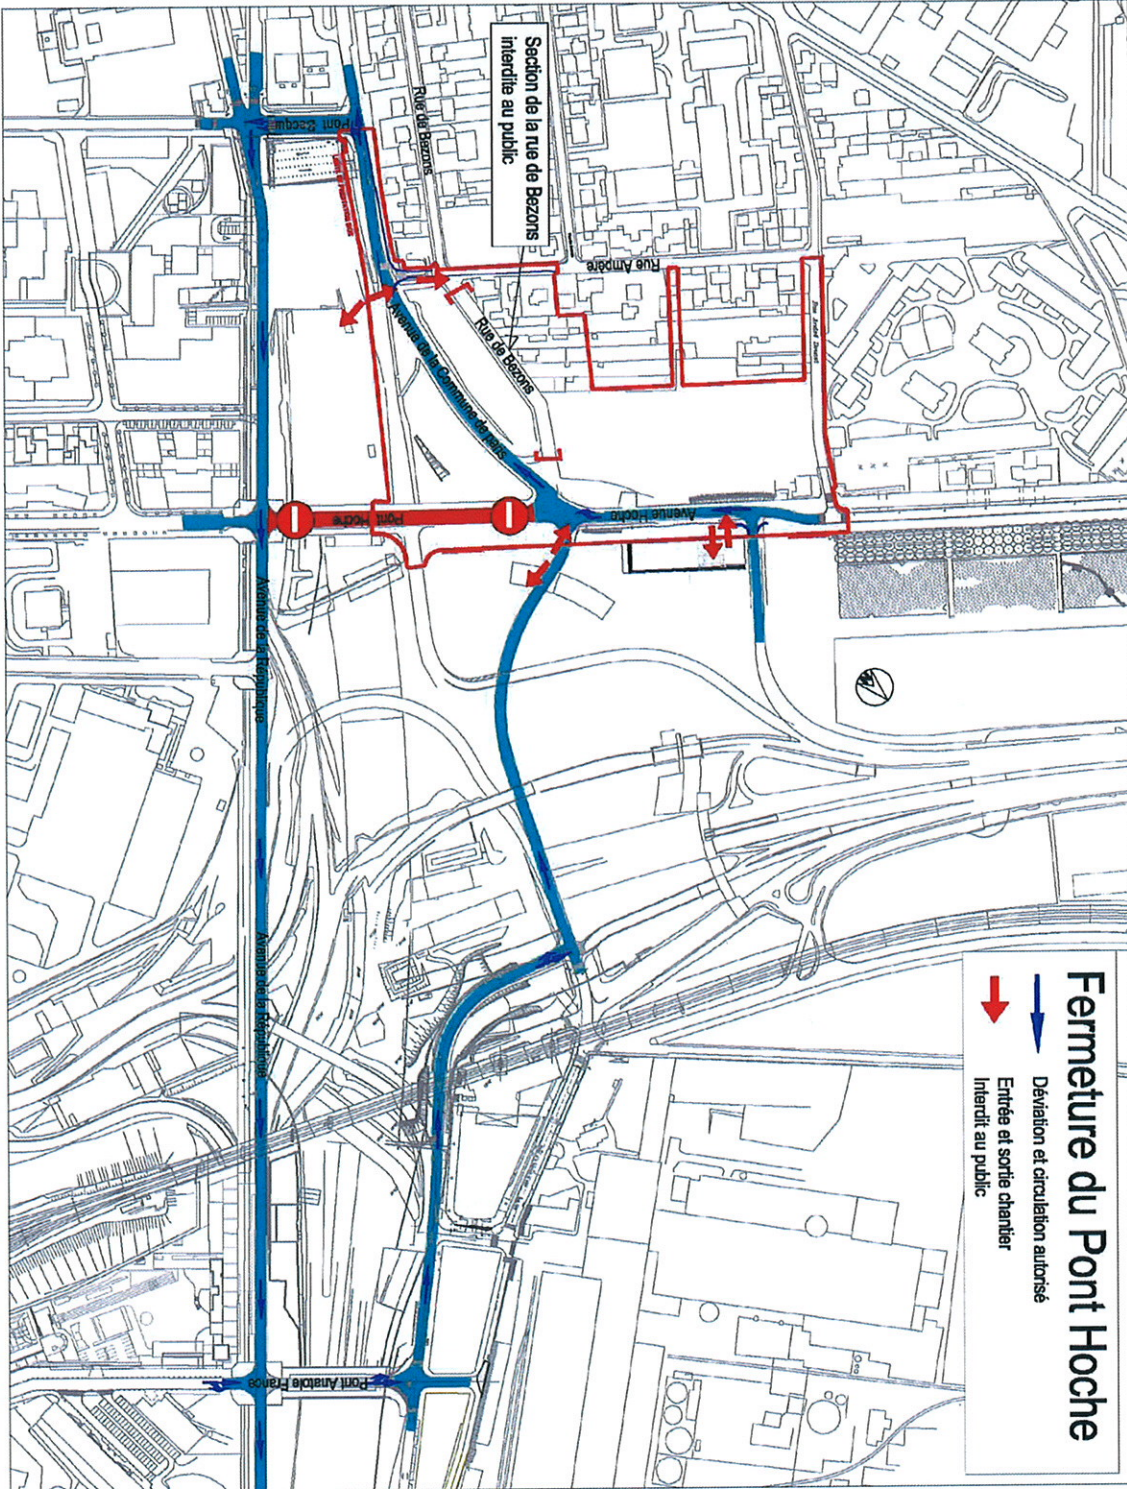 Fermeture du Pont Hoche
Déviation et circulation autorisé
Entrée et sortie chantier
Interdit au public
Section de la rue de Bezons
interdite au public
Rue de Bezons
Rue Ampère
Rue de Bezons
Avenue de la Commune de paris
Avenue Hoche
Pont Hoche
Avenue de la République
Avenue de la République
Pont Anatole France